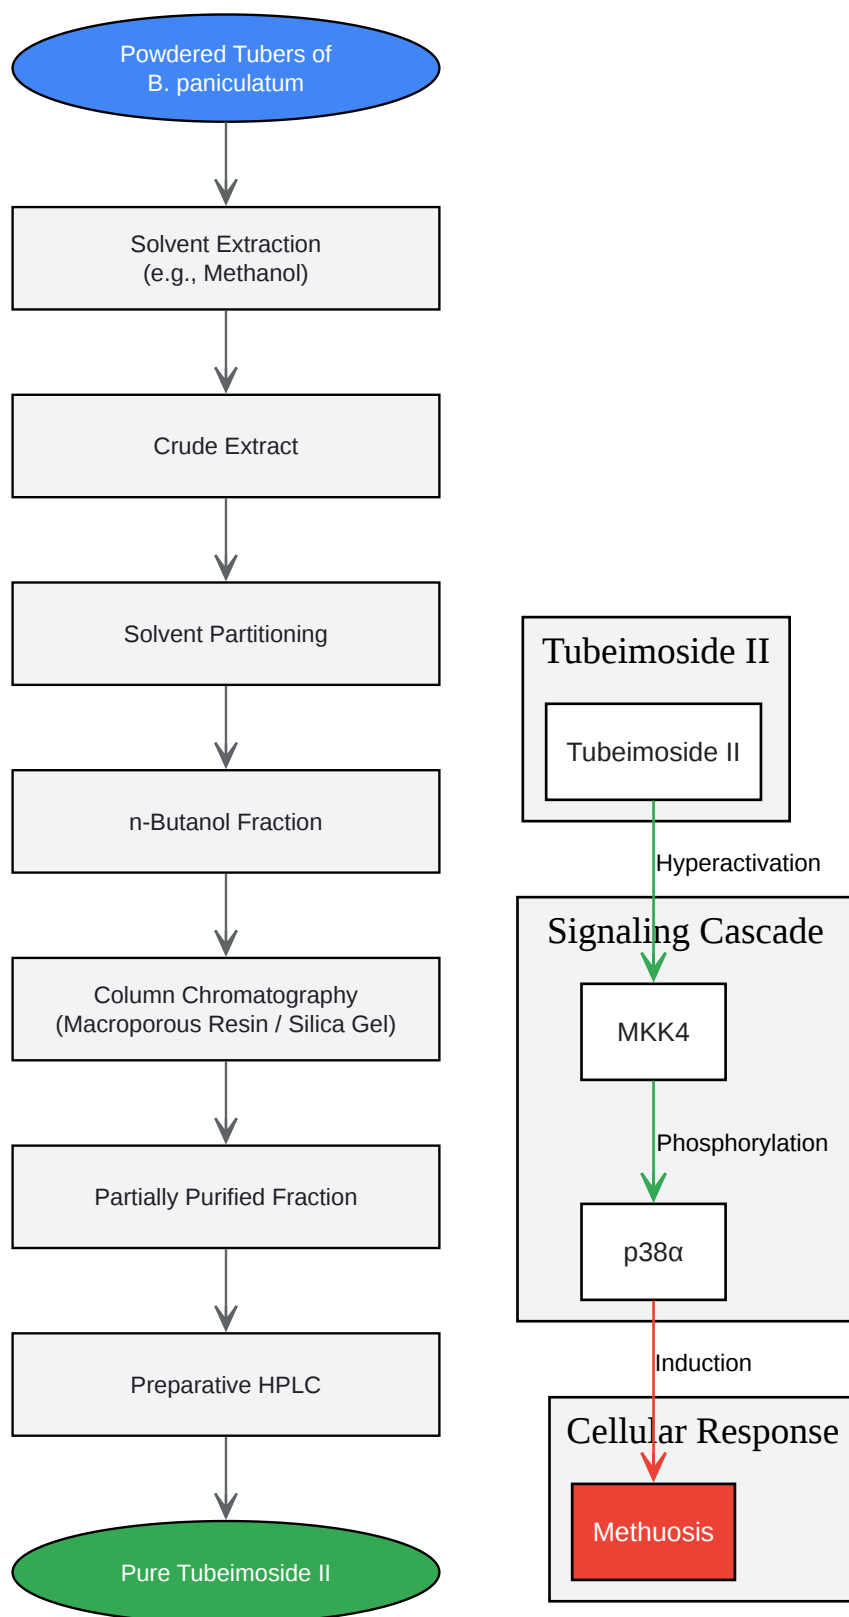 Powdered Tubers of
B. paniculatum
Solvent Extraction
(e.g., Methanol)
Crude Extract
Solvent Partitioning
n-Butanol Fraction
Column Chromatography
(Macroporous Resin / Silica Gel)
Partially Purified Fraction
Preparative HPLC
Pure Tubeimoside II
Tubeimoside II
Tubeimoside II
Hyperactivation
Signaling Cascade
MKK4
Phosphorylation
p38α
Induction
Cellular Response
Methuosis